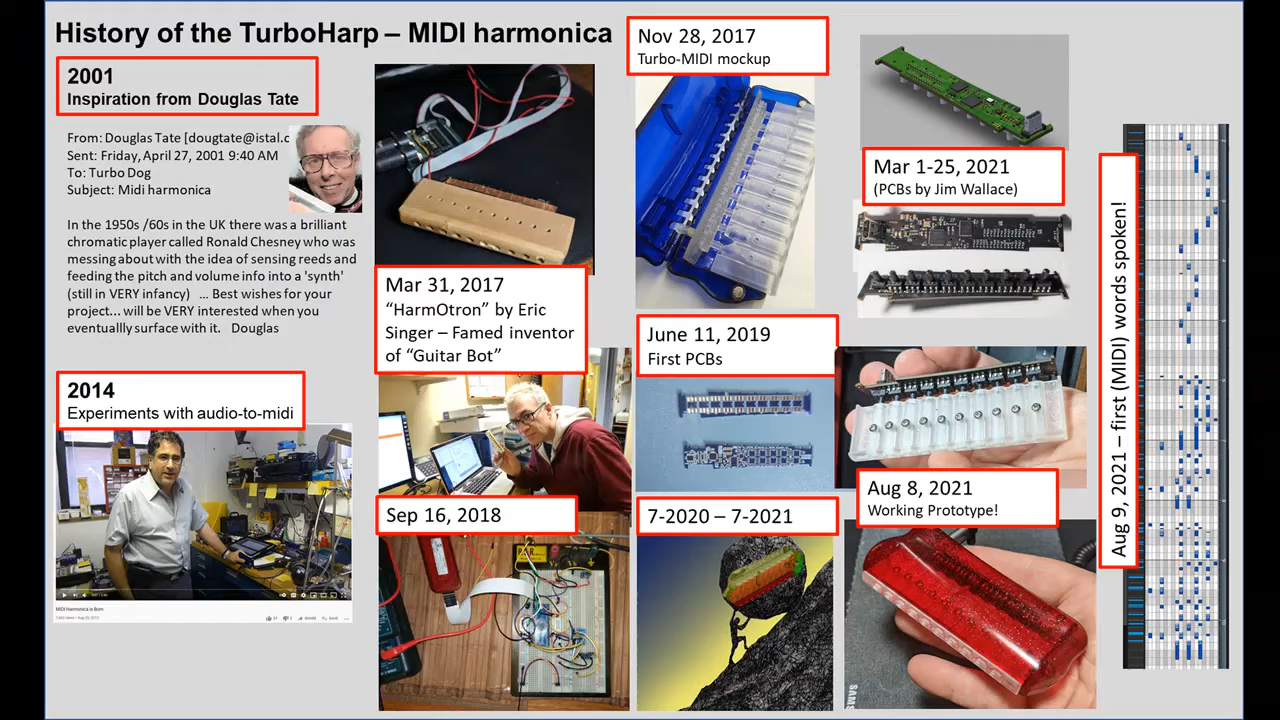 History of the TurboHarp – MIDI harmonica
2001
Inspiration from Douglas Tate
From: Douglas Tate [dougtate@istal.c
Sent: Friday, April 27, 2001 9:40 AM
To: Turbo Dog
Subject: Midi harmonica
In the 1950s /60s in the UK there was a brilliant
chromatic player called Ronald Chesney who was
messing about with the idea of sensing reeds and
feeding the pitch and volume info into a 'synth'
(still in VERY infancy)   ... Best wishes for your
project... will be VERY interested when you
eventuallly surface with it.   Douglas
2014
Experiments with audio-to-midi
MIDI Harmonica is Born
Mar 31, 2017
“HarmOtron” by Eric
Singer – Famed inventor
of “Guitar Bot”
Sep 16, 2018
Nov 28, 2017
Turbo-MIDI mockup
June 11, 2019
First PCBs
7-2020 – 7-2021
Mar 1-25, 2021
(PCBs by Jim Wallace)
Aug 8, 2021
Working Prototype!
SAMS
Aug 9, 2021 – first (MIDI) words spoken!